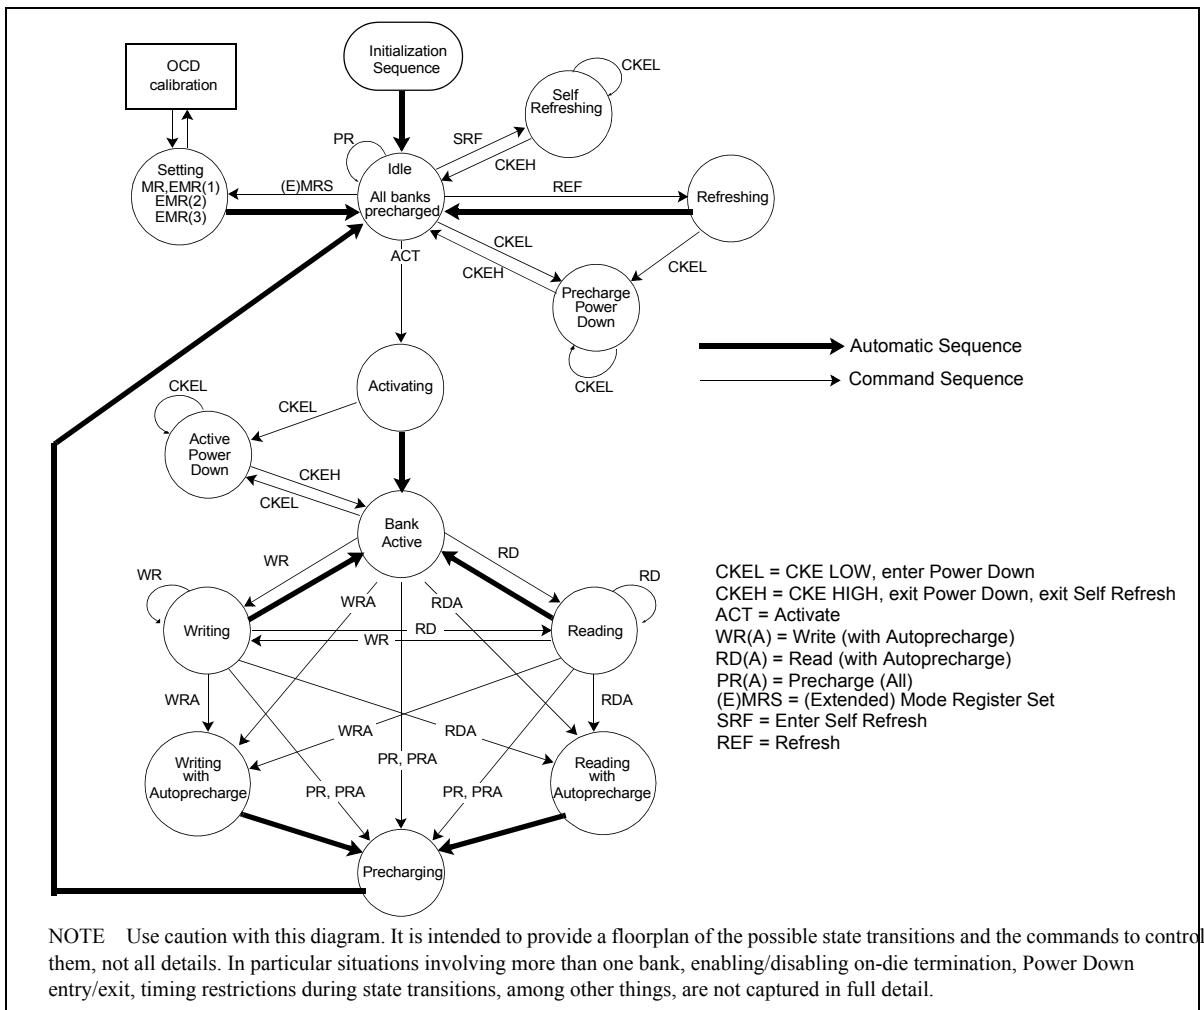 Initialization
Sequence
OCD
calibration
CKEL
Self
Refreshing
PR
SRF
CKEH
Idle
All banks
precharged
Setting
MR,EMR(1)
EMR(2)
EMR(3)
(E)MRS
REF
Refreshing
ACT
CKEL
CKEH
CKEL
Precharge
Power
Down
CKEL
Automatic Sequence
Command Sequence
Activating
CKEL
CKEL
Active
Power
Down
CKEH
CKEL
Bank
Active
WR
RD
WR
RD
WRA
RDA
Writing
RD
WR
Reading
CKEL = CKE LOW, enter Power Down
CKEH = CKE HIGH, exit Power Down, exit Self Refresh
ACT = Activate
WR(A) = Write (with Autoprecharge)
RD(A) = Read (with Autoprecharge)
PR(A) = Precharge (All)
(E)MRS = (Extended) Mode Register Set
SRF = Enter Self Refresh
REF = Refresh
WRA
RDA
WRA
RDA
PR, PRA
Writing
with
Autoprecharge
Reading
with
Autoprecharge
PR, PRA
PR, PRA
Precharging
NOTE Use caution with this diagram. It is intended to provide a floorplan of the possible state transitions and the commands to control
them, not all details. In particular situations involving more than one bank, enabling/disabling on-die termination, Power Down
entry/exit, timing restrictions during state transitions, among other things, are not captured in full detail.